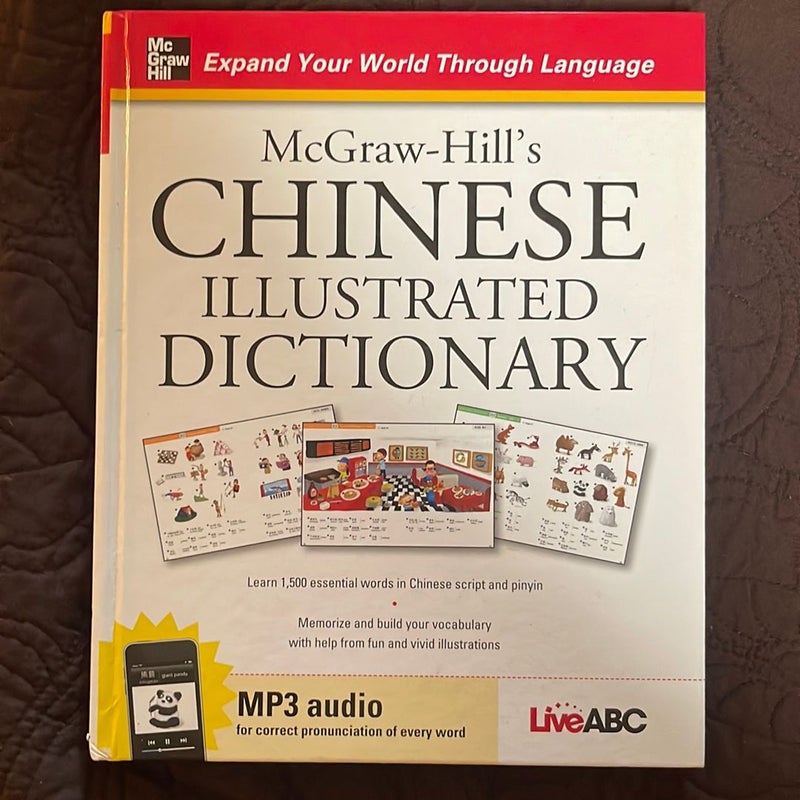 Mc
Graw
Hill
Expand Your World Through Language
McGraw-Hill's
CHINESE
ILLUSTRATED
DICTIONARY
Learn 1,500 essential words in Chinese script and pinyin
Memorize and build your vocabulary
with help from fun and vivid illustrations
giant panda
MP3 audio
for correct pronunciation of every word
LiveABC